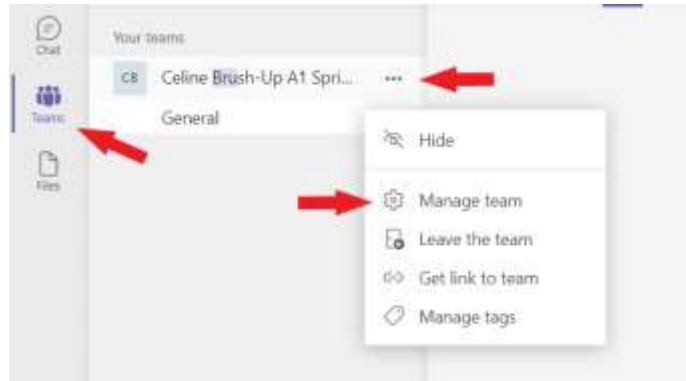 Chat
Teams
Files
Your teams
CB Celine Brush-Up A1 Spri...
General
Hide
Manage team
Leave the team
Get link to team
Manage tags